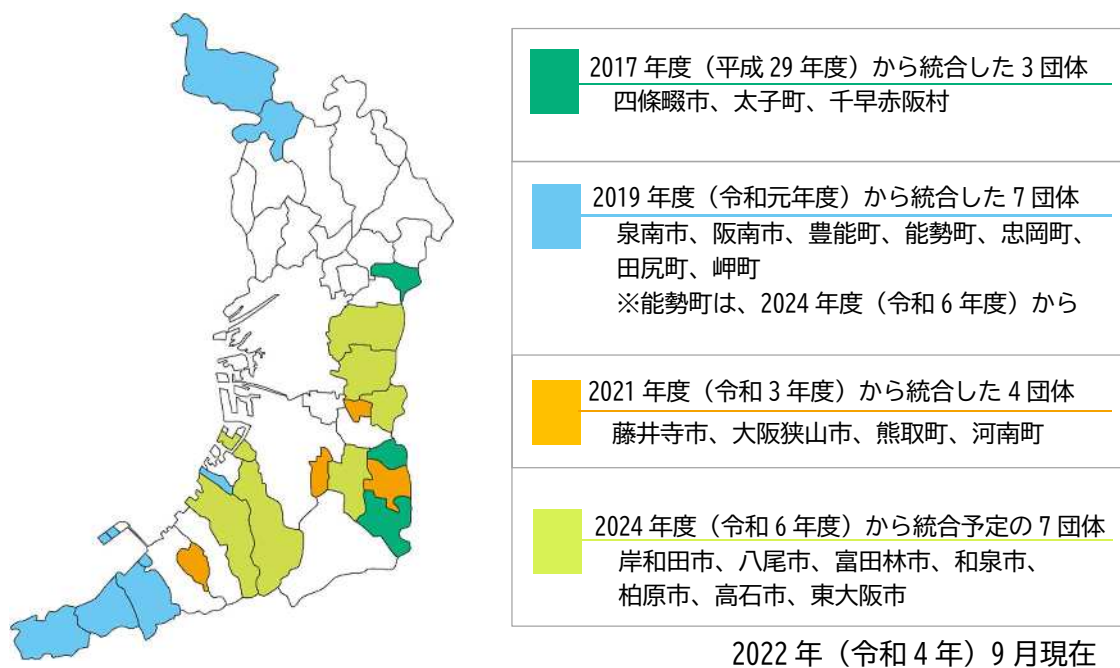 2017 年度（平成 29 年度）から統合した 3 団体
四條畷市、太子町、千早赤阪村
2019 年度（令和元年度）から統合した 7 団体
泉南市、阪南市、豊能町、能勢町、忠岡町、
田尻町、岬町
※能勢町は、2024 年度（令和 6 年度）から
2021 年度（令和 3 年度）から統合した 4 団体
藤井寺市、大阪狭山市、熊取町、河南町
2024 年度（令和 6 年度）から統合予定の 7 団体
岸和田市、八尾市、富田林市、和泉市、
柏原市、高石市、東大阪市
2022 年（令和 4 年）9 月現在